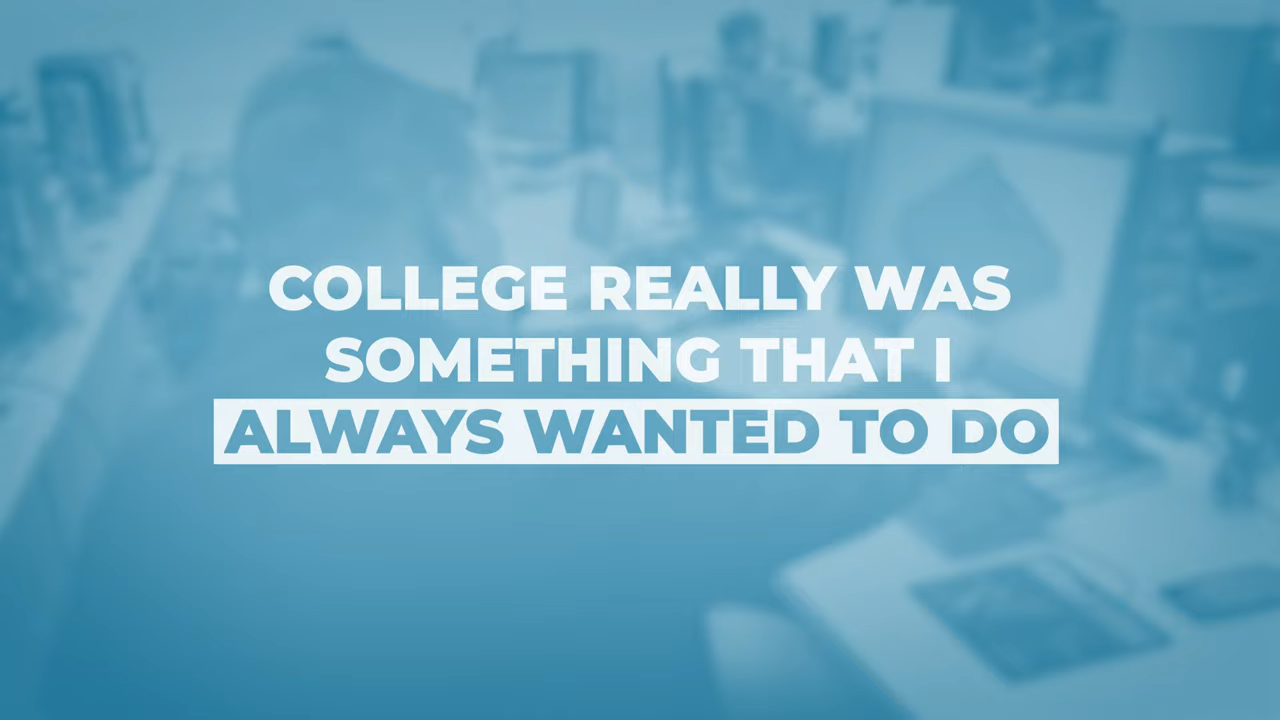 COLLEGE REALLY WAS
SOMETHING THAT I
ALWAYS WANTED TO DO